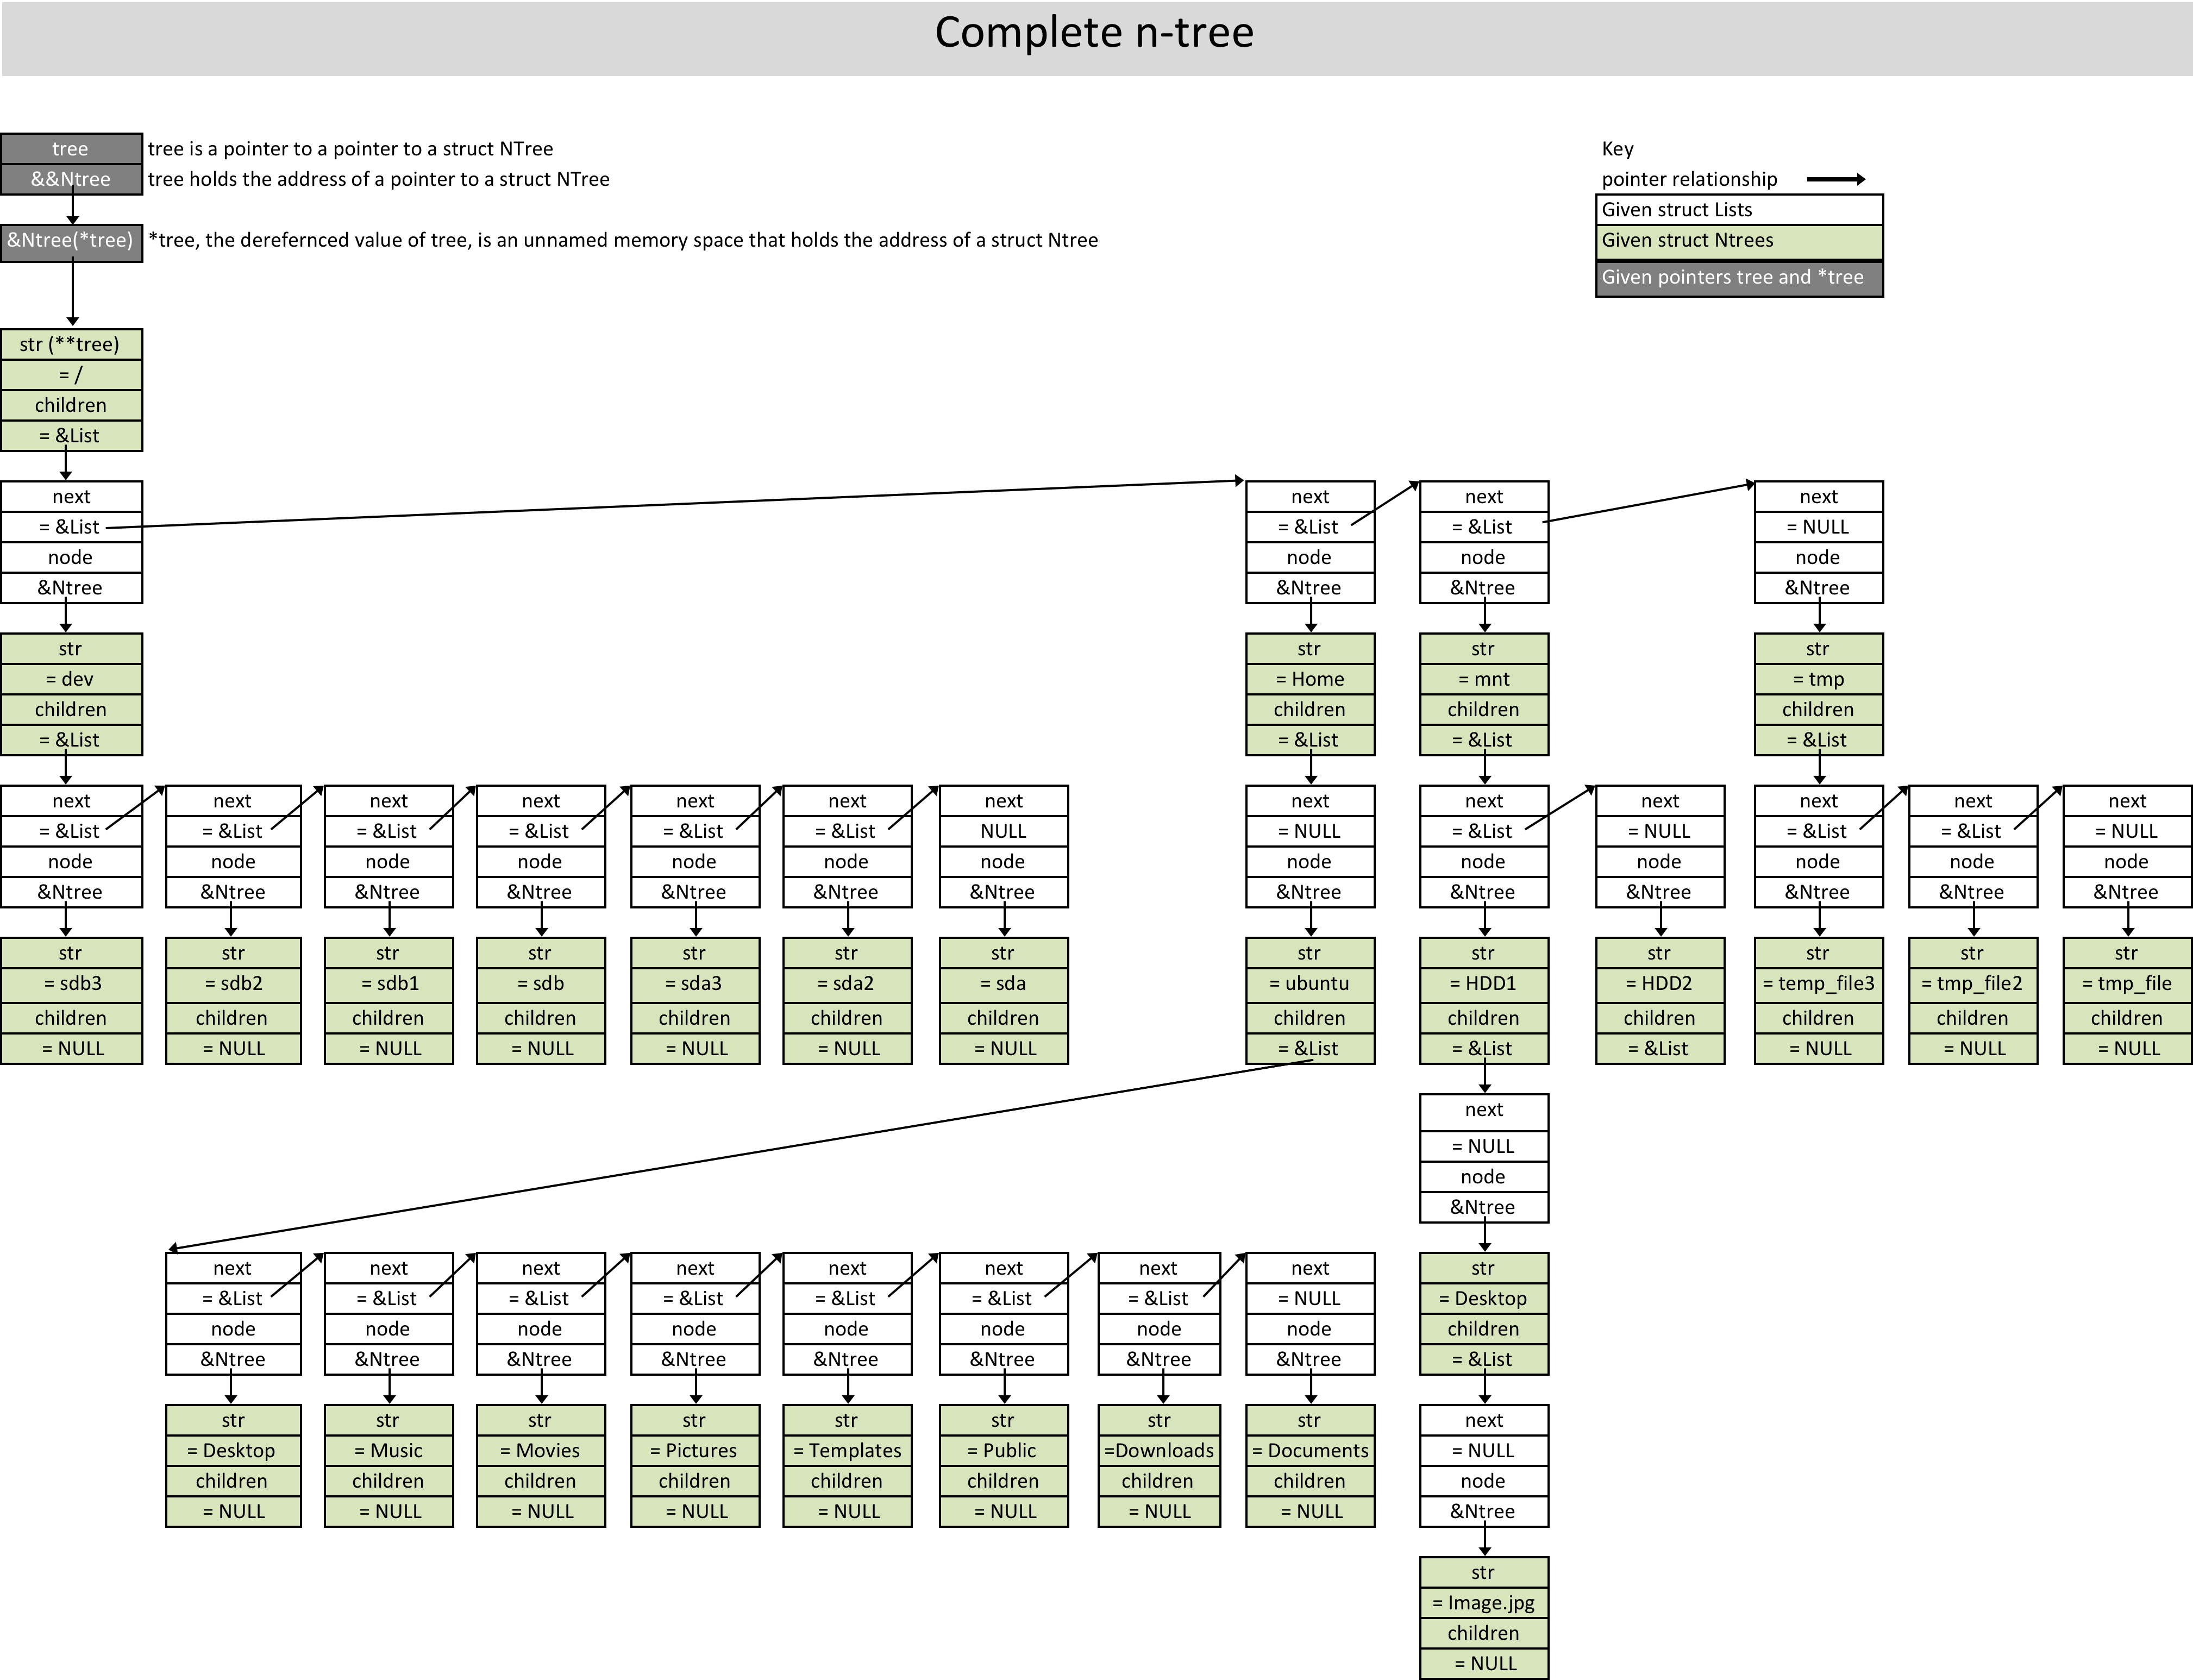 Complete n-tree
tree
tree is a pointer to a pointer to a struct NTree
&&Ntree
tree holds the address of a pointer to a struct NTree
&Ntree(*tree)
*tree, the derefernced value of tree, is an unnamed memory space that holds the address of a struct Ntree
Key
pointer relationship
Given struct Lists
Given struct Ntrees
Given pointers tree and *tree
str (**tree)
= /
children
= &List
next
= &List
node
&Ntree
next
= &List
node
&Ntree
next
= &List
node
&Ntree
next
= NULL
node
&Ntree
str
= dev
children
= &List
str
= Home
children
= &List
str
= mnt
children
= &List
str
= tmp
children
= &List
next
= &List
node
&Ntree
next
= &List
node
&Ntree
next
= &List
node
&Ntree
next
= &List
node
&Ntree
next
= &List
node
&Ntree
next
= &List
node
&Ntree
next
NULL
node
&Ntree
next
= NULL
node
&Ntree
next
= &List
node
&Ntree
next
= NULL
node
&Ntree
next
= &List
node
&Ntree
next
= &List
node
&Ntree
next
= NULL
node
&Ntree
str
= sdb3
children
= NULL
str
= sdb2
children
= NULL
str
= sdb1
children
= NULL
str
= sdb
children
= NULL
str
= sda3
children
= NULL
str
= sda2
children
= NULL
str
= sda
children
= NULL
str
= ubuntu
children
= &List
str
= HDD1
children
= &List
str
= HDD2
children
= &List
str
= temp_file3
children
= NULL
str
= tmp_file2
children
= NULL
str
= tmp_file
children
= NULL
next
= NULL
node
&Ntree
next
= &List
node
&Ntree
next
= &List
node
&Ntree
next
= &List
node
&Ntree
next
= &List
node
&Ntree
next
= &List
node
&Ntree
next
= &List
node
&Ntree
next
= &List
node
&Ntree
next
= NULL
node
&Ntree
str
= Desktop
children
= &List
str
= Desktop
children
= NULL
str
= Music
children
= NULL
str
= Movies
children
= NULL
str
= Pictures
children
= NULL
str
= Templates
children
= NULL
str
= Public
children
= NULL
str
=Downloads
children
= NULL
str
= Documents
children
= NULL
next
= NULL
node
&Ntree
str
= Image.jpg
children
= NULL